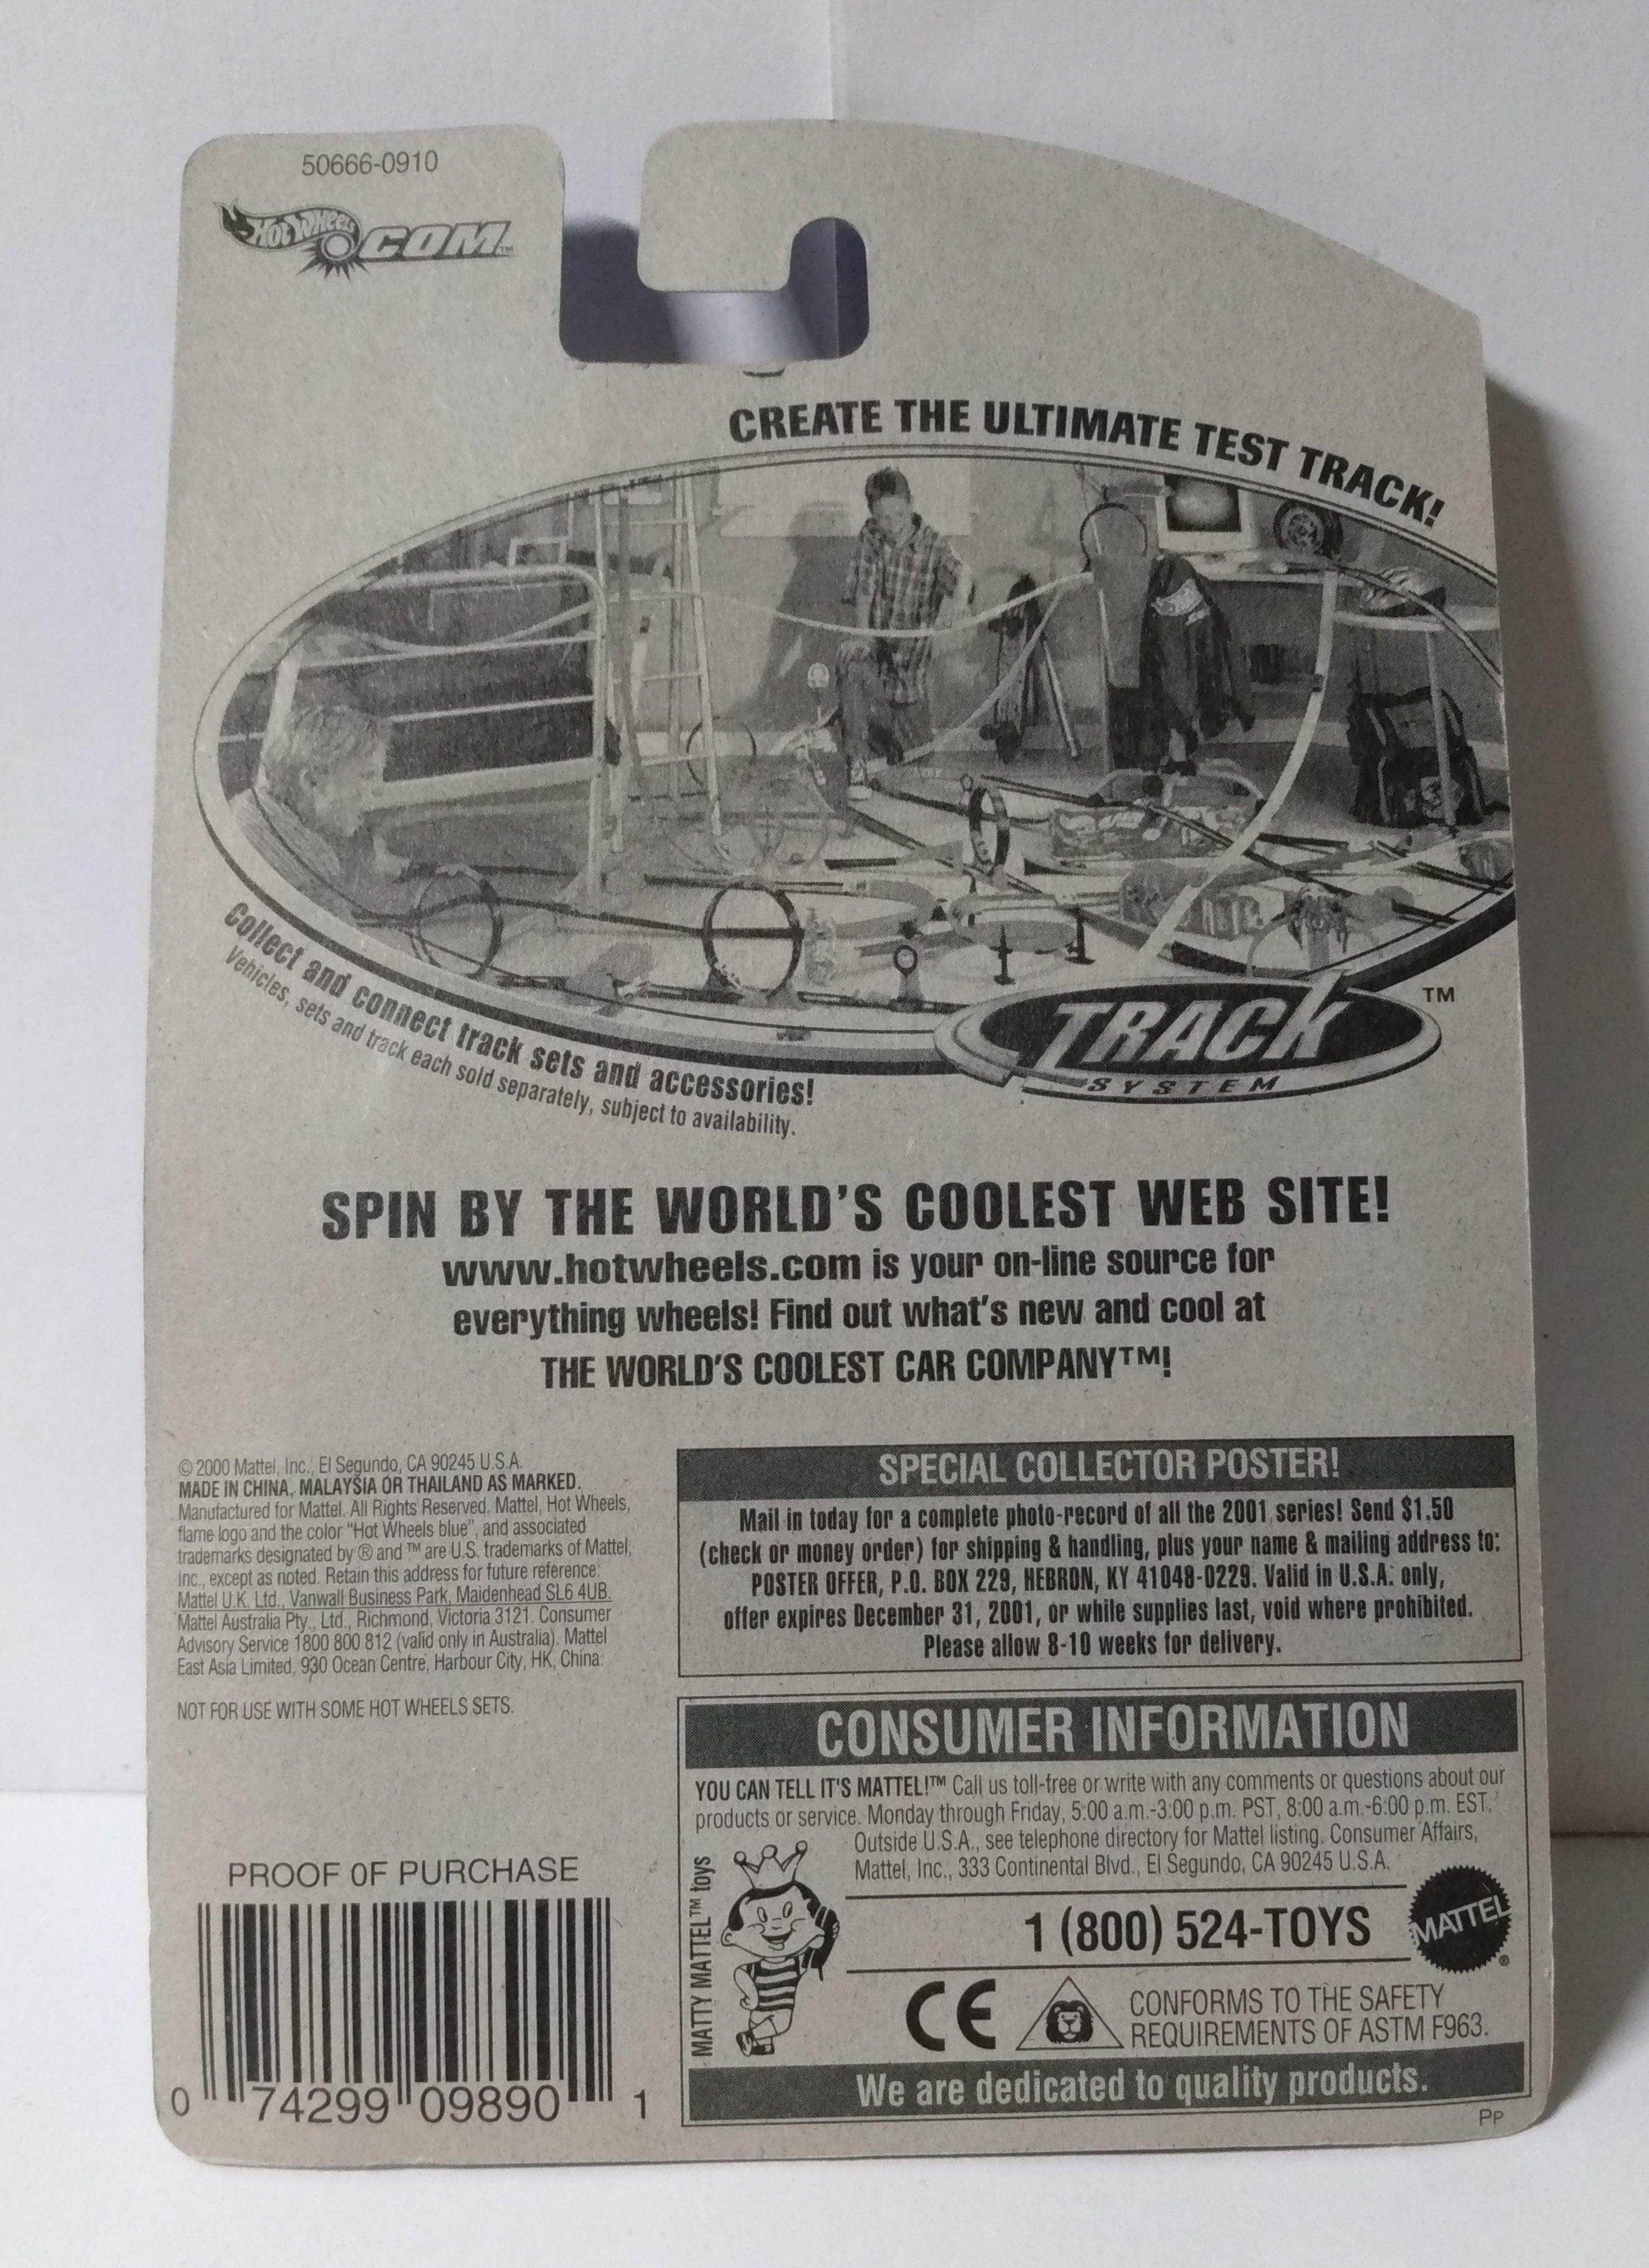 50666-0910
HOT WHEELS .COM™
CREATE THE ULTIMATE TEST TRACK!
Collect and connect track sets and accessories!
Vehicles, sets and track each sold separately, subject to availability.
TRACK ™
SYSTEM
SPIN BY THE WORLD'S COOLEST WEB SITE!
www.hotwheels.com is your on-line source for
everything wheels! Find out what's new and cool at
THE WORLD'S COOLEST CAR COMPANY™!
© 2000 Mattel, Inc., El Segundo, CA 90245 U.S.A.
MADE IN CHINA, MALAYSIA OR THAILAND AS MARKED.
Manufactured for Mattel. All Rights Reserved. Mattel, Hot Wheels,
flame logo and the color "Hot Wheels blue", and associated
trademarks designated by ® and ™ are U.S. trademarks of Mattel,
Inc., except as noted. Retain this address for future reference:
Mattel U.K. Ltd., Vanwall Business Park, Maidenhead SL6 4UB.
Mattel Australia Pty., Ltd., Richmond, Victoria 3121. Consumer
Advisory Service 1800 800 812 (valid only in Australia). Mattel
East Asia Limited, 930 Ocean Centre, Harbour City, HK, China.
NOT FOR USE WITH SOME HOT WHEELS SETS.
PROOF OF PURCHASE
0 74299 09890 1
SPECIAL COLLECTOR POSTER!
Mail in today for a complete photo-record of all the 2001 series! Send $1.50
(check or money order) for shipping & handling, plus your name & mailing address to:
POSTER OFFER, P.O. BOX 229, HEBRON, KY 41048-0229. Valid in U.S.A. only,
offer expires December 31, 2001, or while supplies last, void where prohibited.
Please allow 8-10 weeks for delivery.
CONSUMER INFORMATION
YOU CAN TELL IT'S MATTEL!™ Call us toll-free or write with any comments or questions about our
products or service. Monday through Friday, 5:00 a.m.-3:00 p.m. PST, 8:00 a.m.-6:00 p.m. EST.
Outside U.S.A., see telephone directory for Mattel listing. Consumer Affairs,
Mattel, Inc., 333 Continental Blvd., El Segundo, CA 90245 U.S.A.
MATTY MATTEL™ toys
1 (800) 524-TOYS
MATTEL®
CE
CONFORMS TO THE SAFETY
REQUIREMENTS OF ASTM F963.
We are dedicated to quality products.
PP